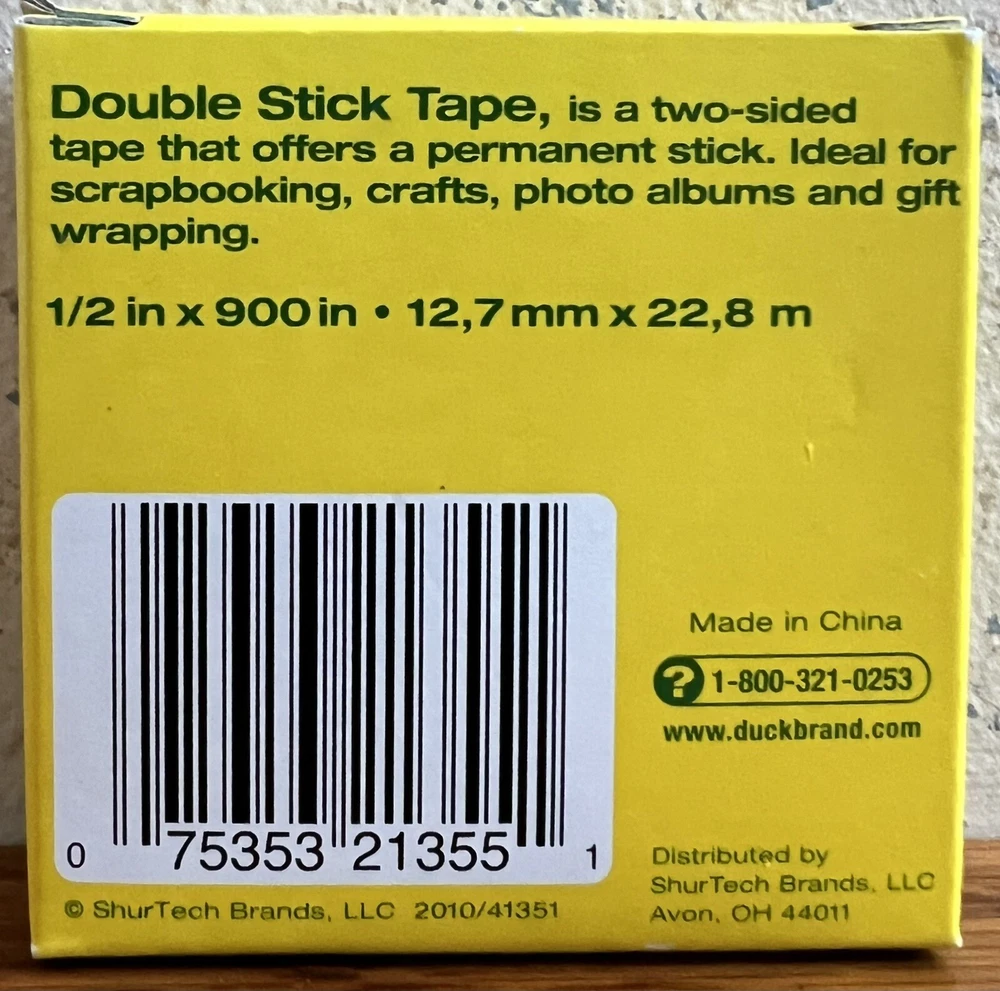 Double Stick Tape, is a two-sided
tape that offers a permanent stick. Ideal for
scrapbooking, crafts, photo albums and gift
wrapping.
1/2 in x 900 in • 12,7 mm x 22,8 m
0 75353 21355 1
© ShurTech Brands, LLC 2010/41351
Made in China
? 1-800-321-0253
www.duckbrand.com
Distributed by
ShurTech Brands, LLC
Avon, OH 44011